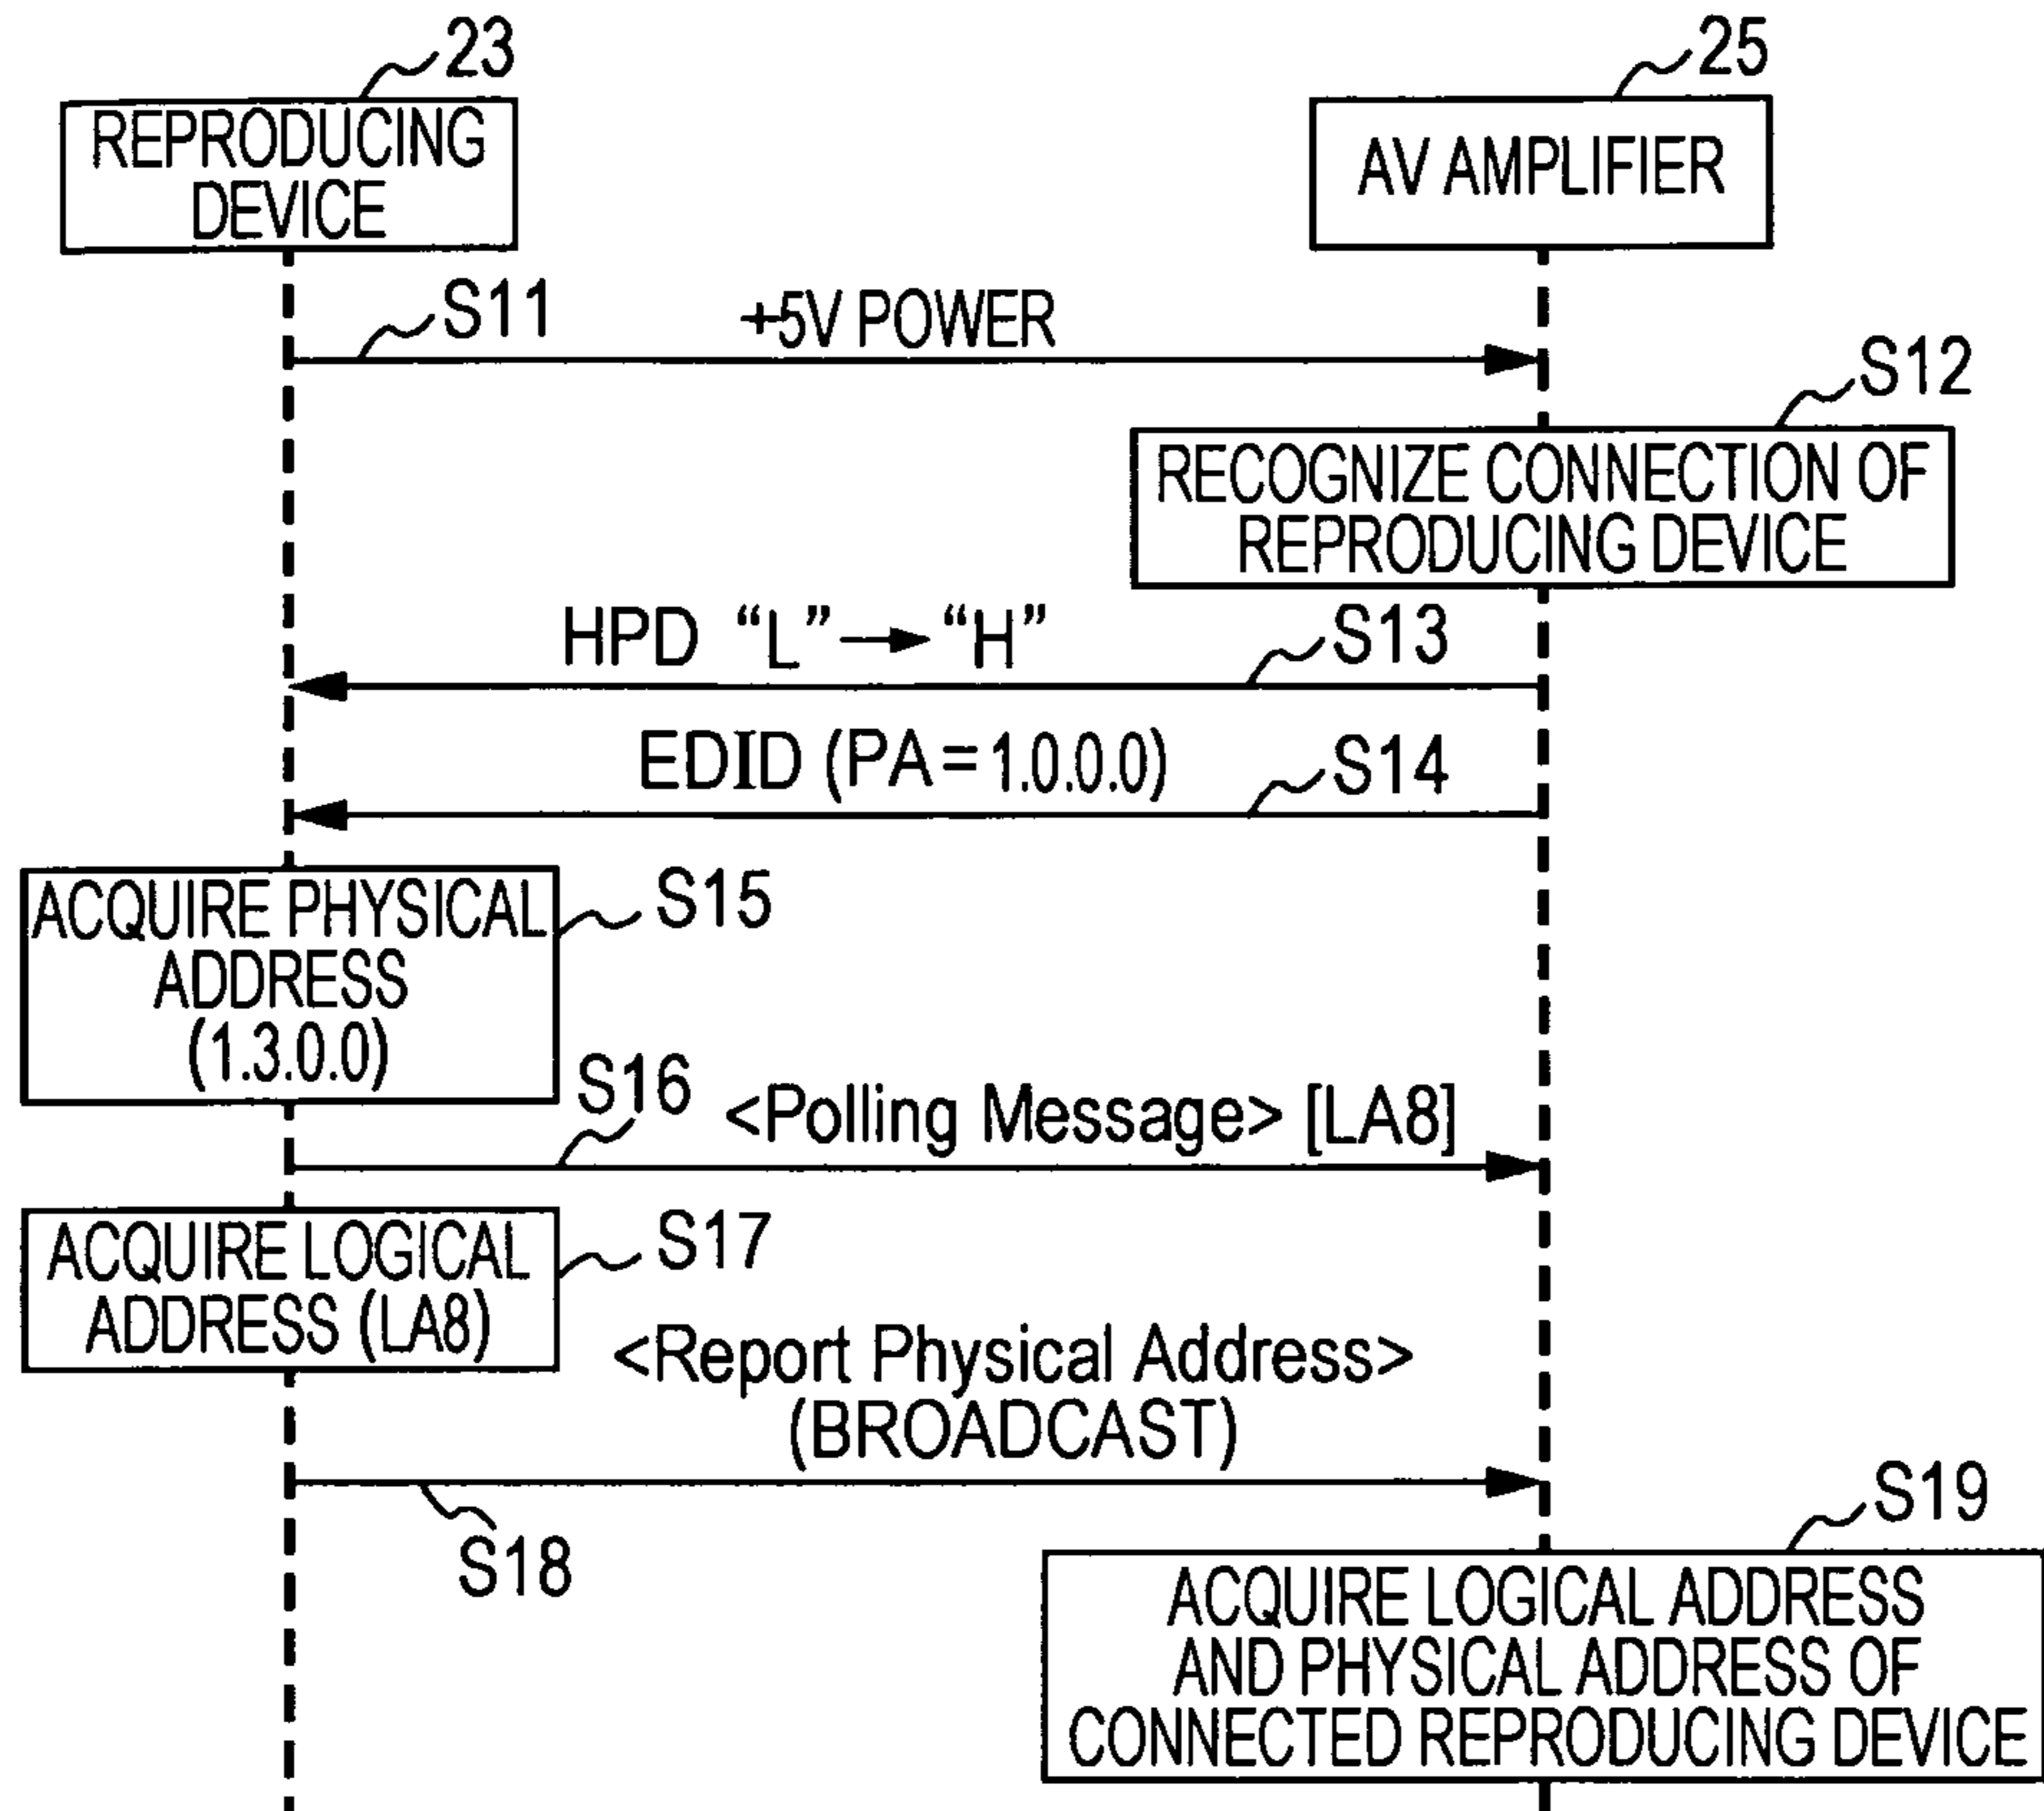 23
REPRODUCING
DEVICE
25
AV AMPLIFIER
S11
+5V POWER
S12
RECOGNIZE CONNECTION OF
REPRODUCING DEVICE
HPD “L” → “H”
S13
EDID (PA=1.0.0.0)
S14
ACQUIRE PHYSICAL
ADDRESS
(1.3.0.0)
S15
S16
<Polling Message> [LA8]
ACQUIRE LOGICAL
ADDRESS (LA8)
S17
<Report Physical Address>
(BROADCAST)
S18
S19
ACQUIRE LOGICAL ADDRESS
AND PHYSICAL ADDRESS OF
CONNECTED REPRODUCING DEVICE